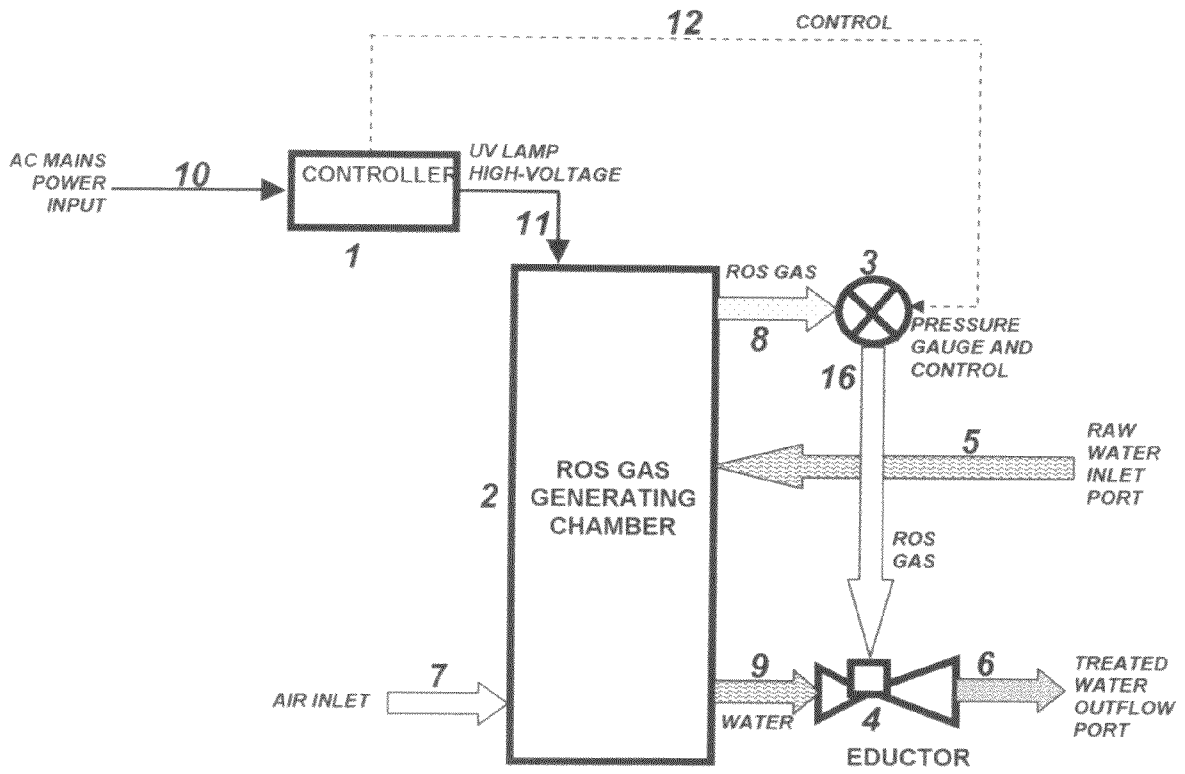 12
CONTROL
AC MAINS
POWER
INPUT
10
CONTROLLER
1
UV LAMP
HIGH-VOLTAGE
11
ROS GAS
8
3
PRESSURE
GAUGE AND
CONTROL
16
5
RAW
WATER
INLET
PORT
2
ROS GAS
GENERATING
CHAMBER
ROS
GAS
7
AIR INLET
9
WATER
4
EDUCTOR
6
TREATED
WATER
OUTFLOW
PORT